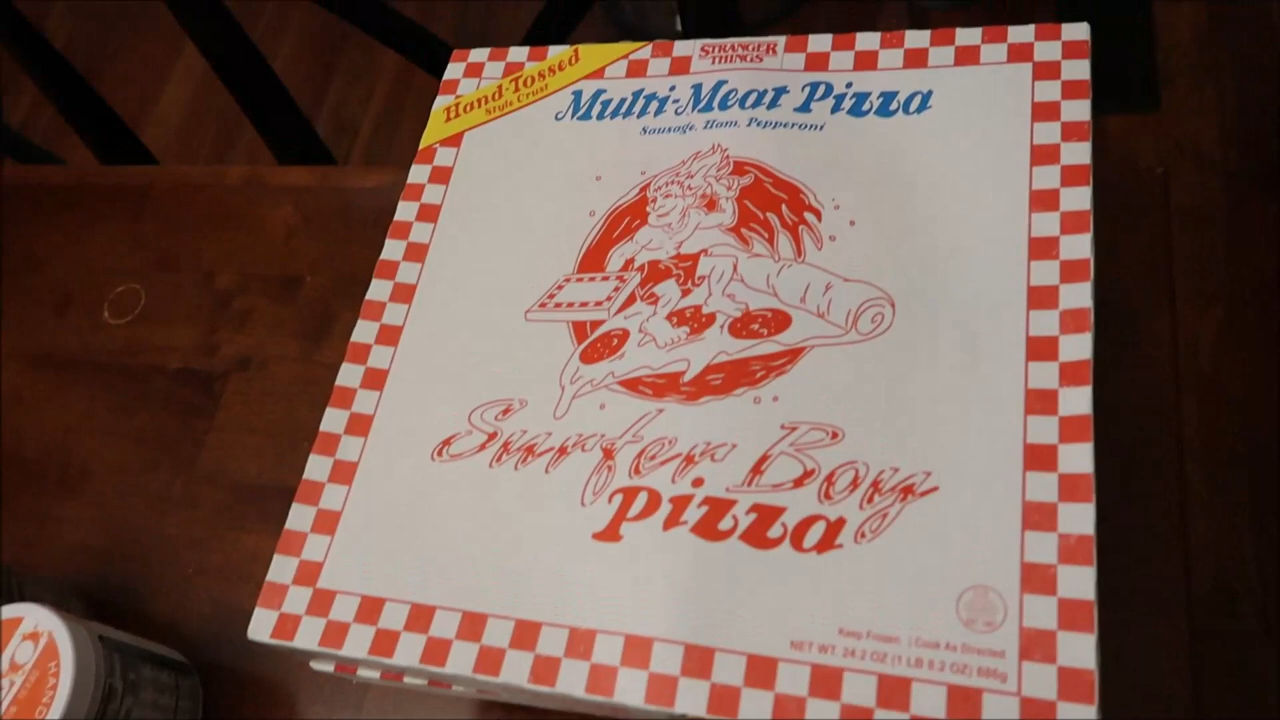 STRANGER
THINGS
Hand-Tossed
Style Crust
Multi-Meat Pizza
Sausage, Ham, Pepperoni
Surfer Boy
Pizza
Keep Frozen. Cook As Directed.
NET WT. 24.2 OZ (1 LB 8.2 OZ) 686g
HAND